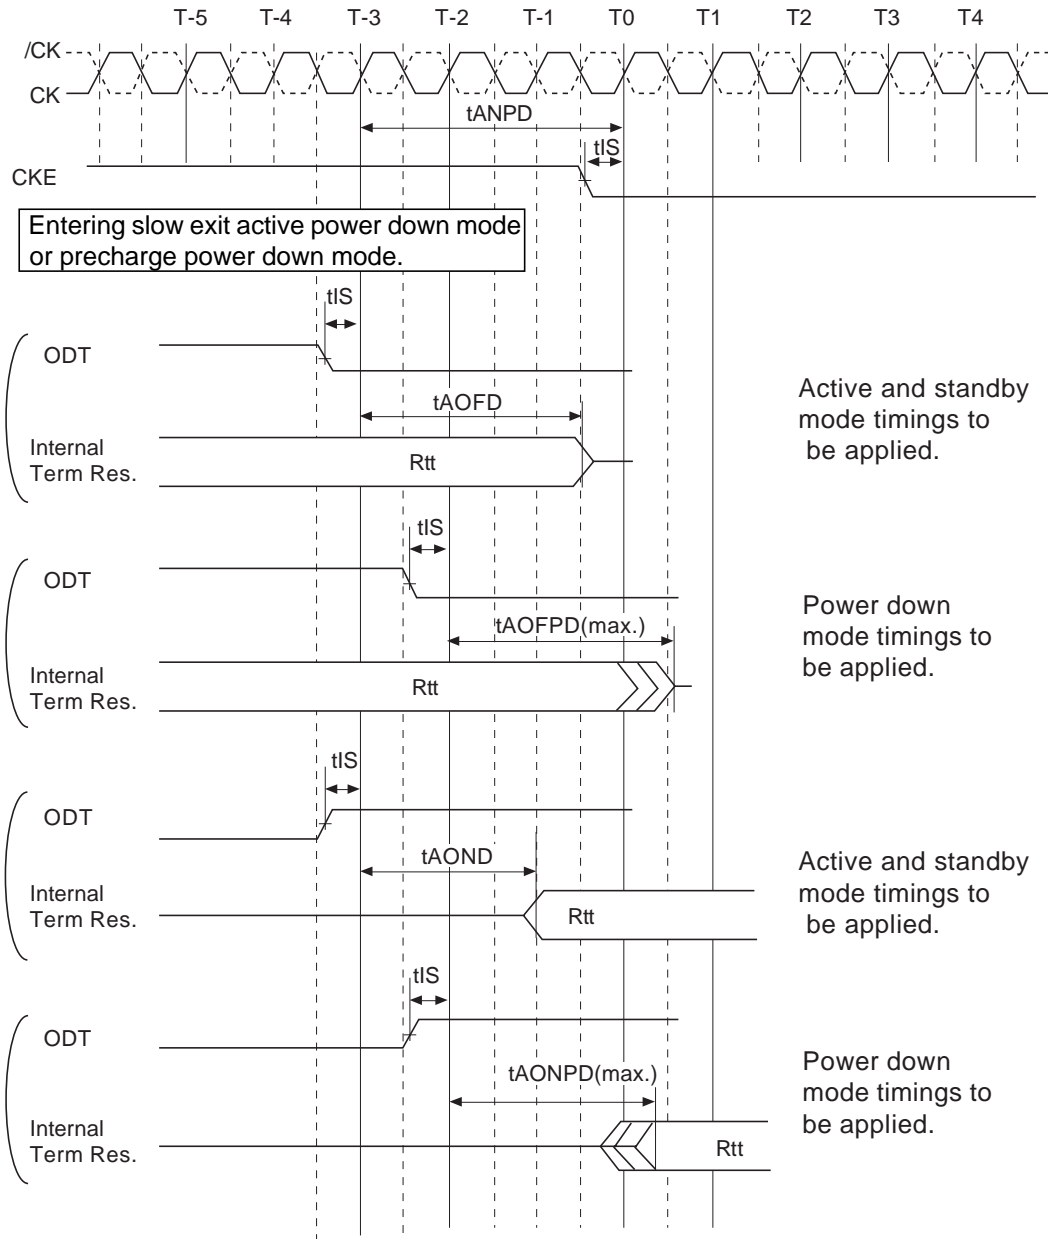 T-5 T-4 T-3 T-2 T-1 T0 T1 T2 T3 T4
/CK
CK
tANPD
tIS
CKE
Entering slow exit active power down mode
or precharge power down mode.
tIS
ODT
tAOFD
Internal
Term Res.
Rtt
Active and standby
mode timings to
be applied.
tIS
ODT
tAOFPD(max.)
Internal
Term Res.
Rtt
Power down
mode timings to
be applied.
tIS
ODT
tAOND
Internal
Term Res.
Rtt
Active and standby
mode timings to
be applied.
tIS
ODT
tAONPD(max.)
Internal
Term Res.
Rtt
Power down
mode timings to
be applied.